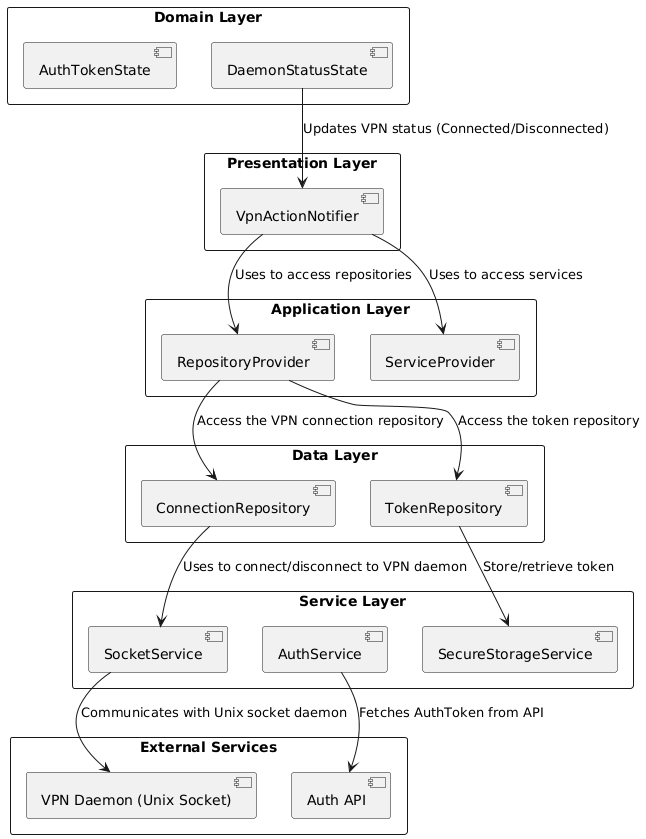 Domain Layer
AuthTokenState
DaemonStatusState
Updates VPN status (Connected/Disconnected)
Presentation Layer
VpnActionNotifier
Uses to access repositories
Uses to access services
Application Layer
RepositoryProvider
ServiceProvider
Access the VPN connection repository
Access the token repository
Data Layer
ConnectionRepository
TokenRepository
Uses to connect/disconnect to VPN daemon
Store/retrieve token
Service Layer
SocketService
AuthService
SecureStorageService
Communicates with Unix socket daemon
Fetches AuthToken from API
External Services
VPN Daemon (Unix Socket)
Auth API